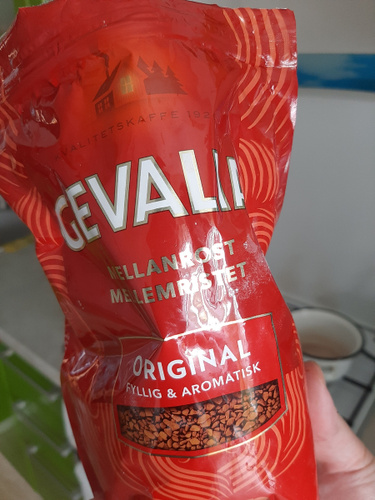 GEVALIA
MELLANROST
MELLEMRISTET
ORIGINAL
FYLLIG & AROMATISK